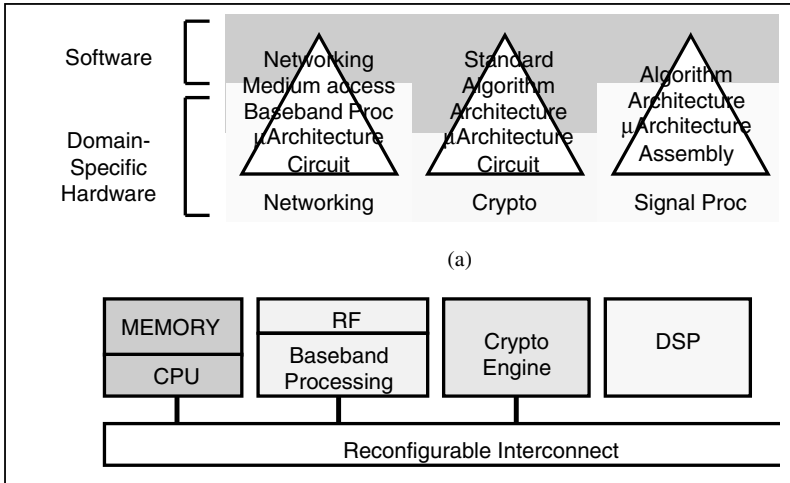 Software
Domain-
Specific
Hardware
Networking
Medium access
Baseband Proc
µArchitecture
Circuit
Networking
Standard
Algorithm
Architecture
µArchitecture
Circuit
Crypto
Algorithm
Architecture
µArchitecture
Assembly
Signal Proc
(a)
MEMORY
CPU
RF
Baseband
Processing
Crypto
Engine
DSP
Reconfigurable Interconnect